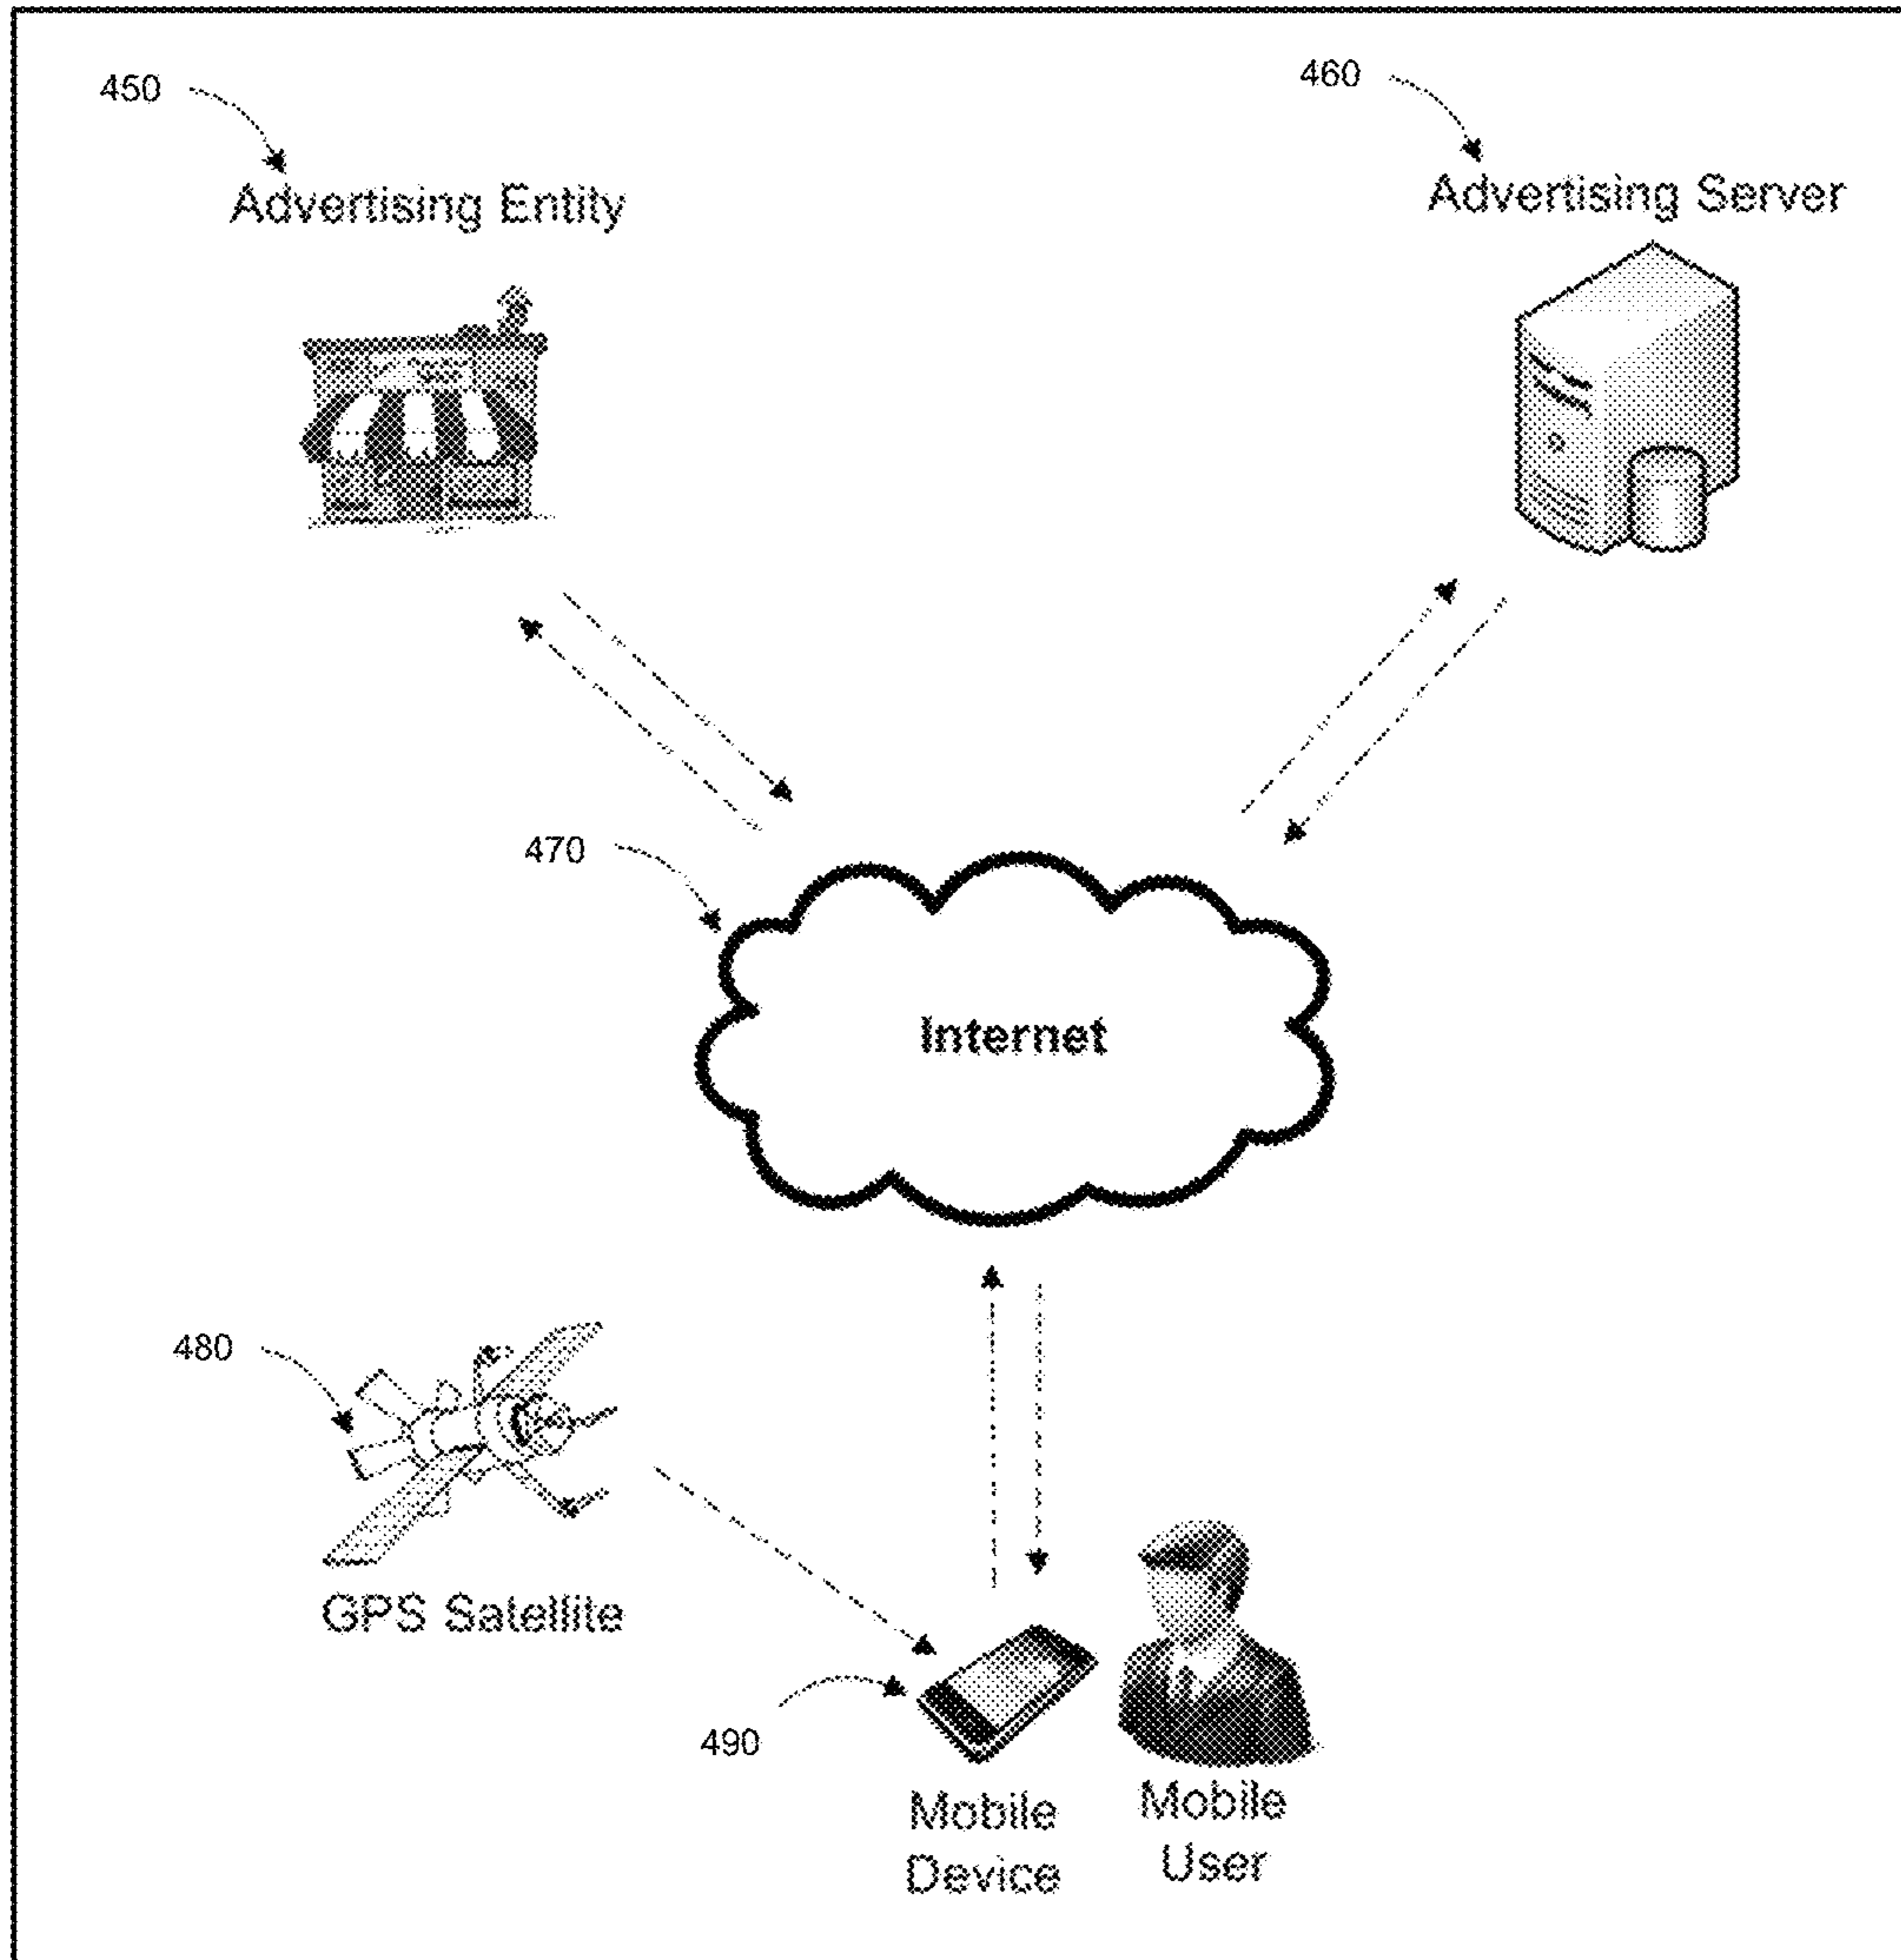 450
460
Advertising Entity
Advertising Server
470
Internet
480
GPS Satellite
490
Mobile
Device
Mobile
User